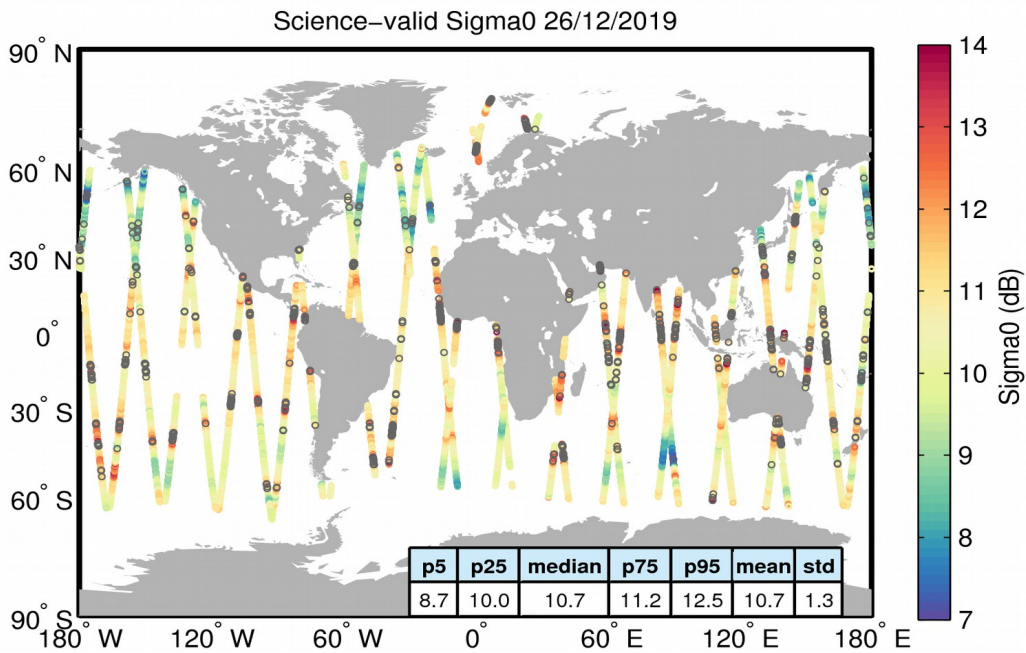 Science−valid Sigma0 26/12/2019
90° N
60° N
30° N
0°
30° S
60° S
90° S
180° W
120° W
60° W
0°
60° E
120° E
180° E
p5 p25 median p75 p95 mean std
8.7 10.0 10.7 11.2 12.5 10.7 1.3
14
13
12
11
10
9
8
7
Sigma0 (dB)